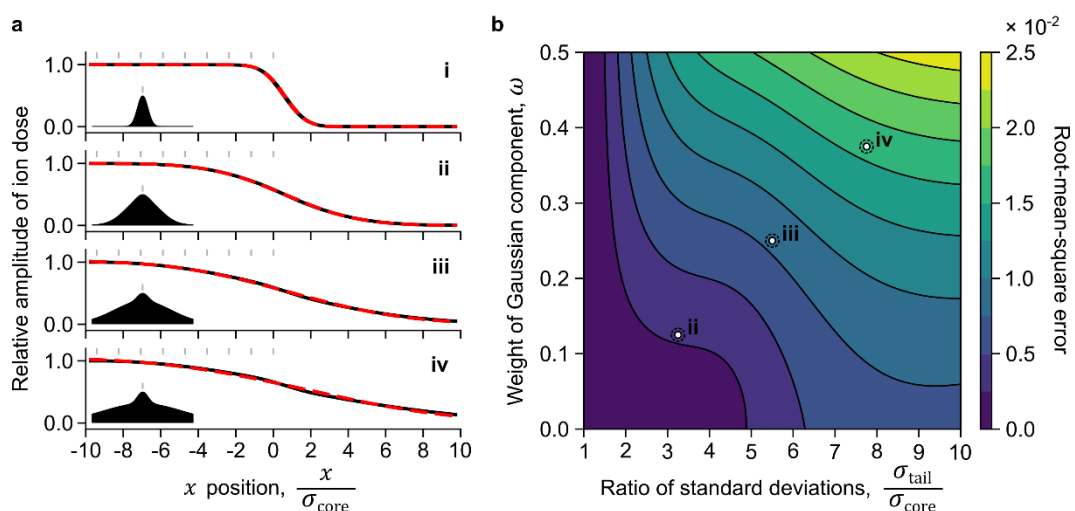 a
Relative amplitude of ion dose
1.0
0.0
i
1.0
0.0
ii
1.0
0.0
iii
1.0
0.0
iv
-10 -8 -6 -4 -2 0 2 4 6 8 10
x position, x/σcore
b
Weight of Gaussian component, ω
0.5
0.4
0.3
0.2
0.1
0.0
iv
iii
ii
1 2 3 4 5 6 7 8 9 10
Ratio of standard deviations, σtail/σcore
× 10-2
2.5
2.0
1.5
1.0
0.5
0.0
Root-mean-square error